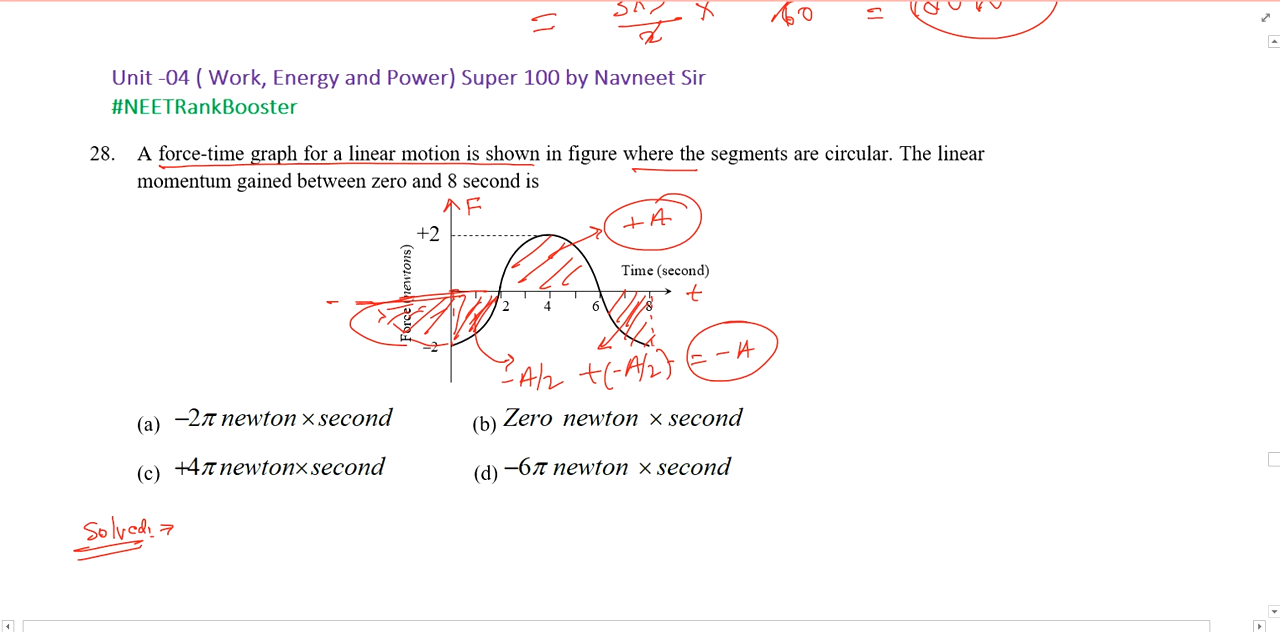 = 5π²/2 × 60 =
Unit -04 ( Work, Energy and Power) Super 100 by Navneet Sir
#NEETRankBooster
28. A force-time graph for a linear motion is shown in figure where the segments are circular. The linear
momentum gained between zero and 8 second is
F
+A
+2
Time (second)
Force (newtons)
t
2 4 6 8
–2
-A/2 +(-A/2) = -A
(a) −2π newton × second (b) Zero newton × second
(c) +4π newton× second (d) −6π newton × second
Solved:→